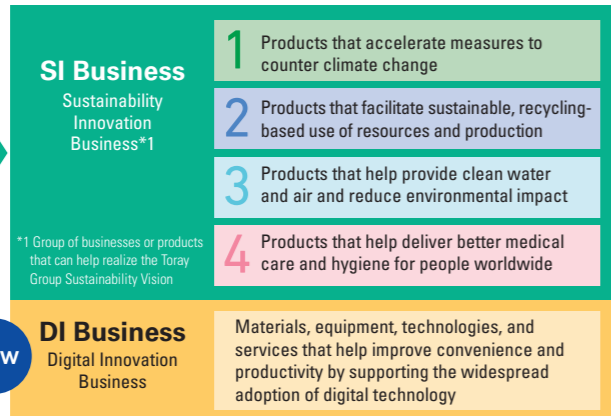 SI Business
Sustainability
Innovation
Business*1
*1 Group of businesses or products
that can help realize the Toray
Group Sustainability Vision
1 Products that accelerate measures to
counter climate change
2 Products that facilitate sustainable, recycling-
based use of resources and production
3 Products that help provide clean water
and air and reduce environmental impact
4 Products that help deliver better medical
care and hygiene for people worldwide
DI Business
Digital Innovation
Business
Materials, equipment, technologies, and
services that help improve convenience and
productivity by supporting the widespread
adoption of digital technology